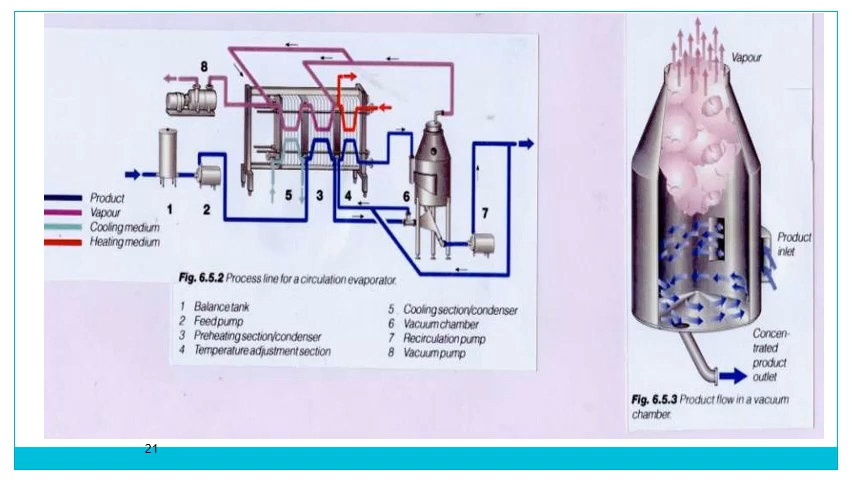 8
Product
Vapour
Cooling medium
Heating medium
1
2
5
3
4
6
7
Fig. 6.5.2 Process line for a circulation evaporator.
1 Balance tank
2 Feed pump
3 Preheating section/condenser
4 Temperature adjustment section
5 Cooling section/condenser
6 Vacuum chamber
7 Recirculation pump
8 Vacuum pump
Vapour
Product
inlet
Concen-
trated
product
outlet
Fig. 6.5.3 Product flow in a vacuum
chamber.
21